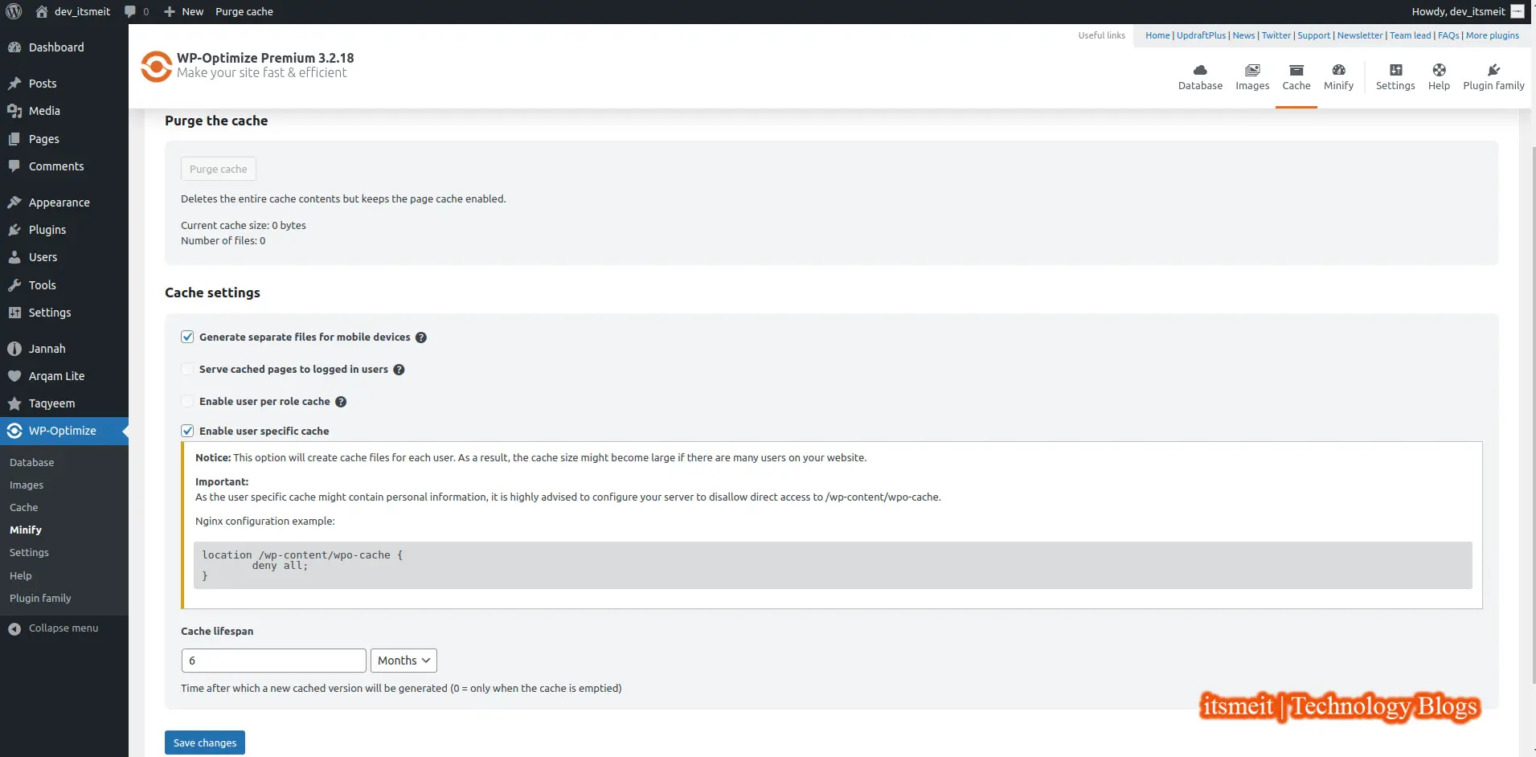 dev_itsmeit 0 New Purge cache Howdy, dev_itsmeit
Dashboard
Posts
Media
Pages
Comments
Appearance
Plugins
Users
Tools
Settings
Jannah
Arqam Lite
Taqyeem
WP-Optimize
Database
Images
Cache
Minify
Settings
Help
Plugin family
Collapse menu
Useful links Home | UpdraftPlus | News | Twitter | Support | Newsletter | Team lead | FAQs | More plugins
WP-Optimize Premium 3.2.18
Make your site fast & efficient
Database Images Cache Minify Settings Help Plugin family
Purge the cache
Purge cache
Deletes the entire cache contents but keeps the page cache enabled.
Current cache size: 0 bytes
Number of files: 0
Cache settings
Generate separate files for mobile devices ?
Serve cached pages to logged in users ?
Enable user per role cache ?
Enable user specific cache
Notice: This option will create cache files for each user. As a result, the cache size might become large if there are many users on your website.
Important:
As the user specific cache might contain personal information, it is highly advised to configure your server to disallow direct access to /wp-content/wpo-cache.
Nginx configuration example:
location /wp-content/wpo-cache {
deny all;
}
Cache lifespan
6 Months
Time after which a new cached version will be generated (0 = only when the cache is emptied)
itsmeit | Technology Blogs
Save changes